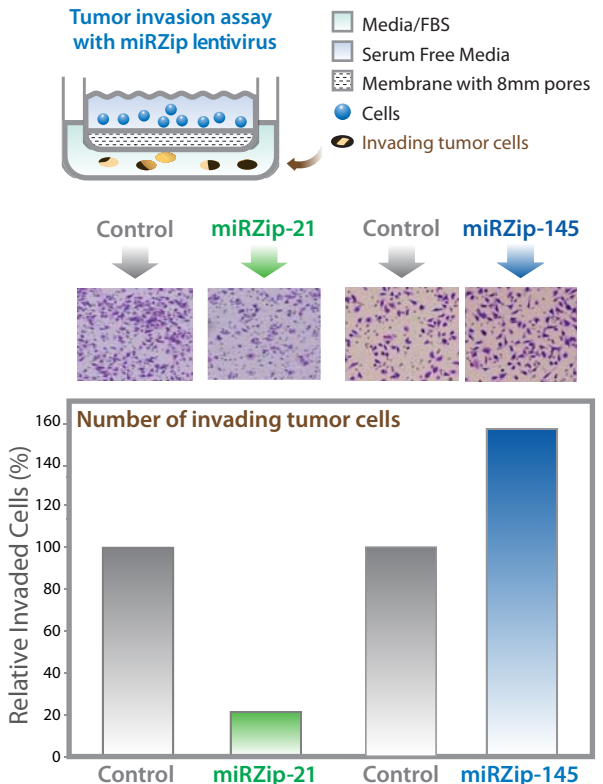 Tumor invasion assay
with miRZip lentivirus
Media/FBS
Serum Free Media
Membrane with 8mm pores
Cells
Invading tumor cells
Control
miRZip-21
Control
miRZip-145
Number of invading tumor cells
Relative Invaded Cells (%)
160
140
120
100
80
60
40
20
0
Control
miRZip-21
Control
miRZip-145